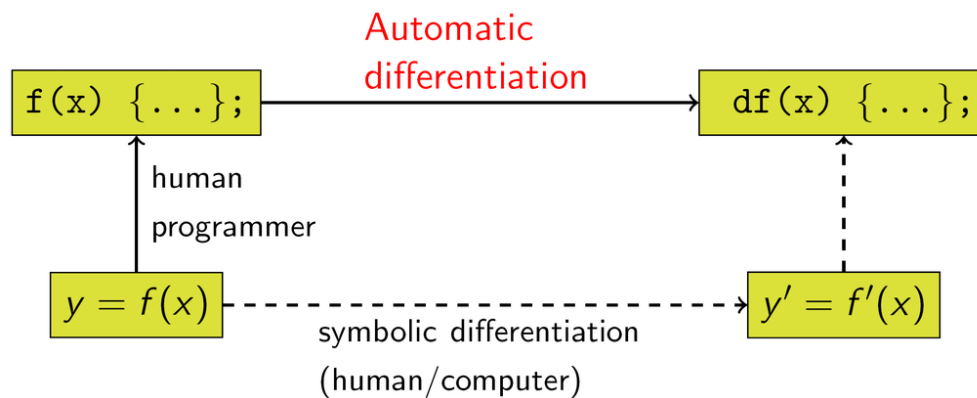 Automatic
differentiation
f(x) {...};
df(x) {...};
human
programmer
y = f(x)
y′ = f′(x)
symbolic differentiation
(human/computer)